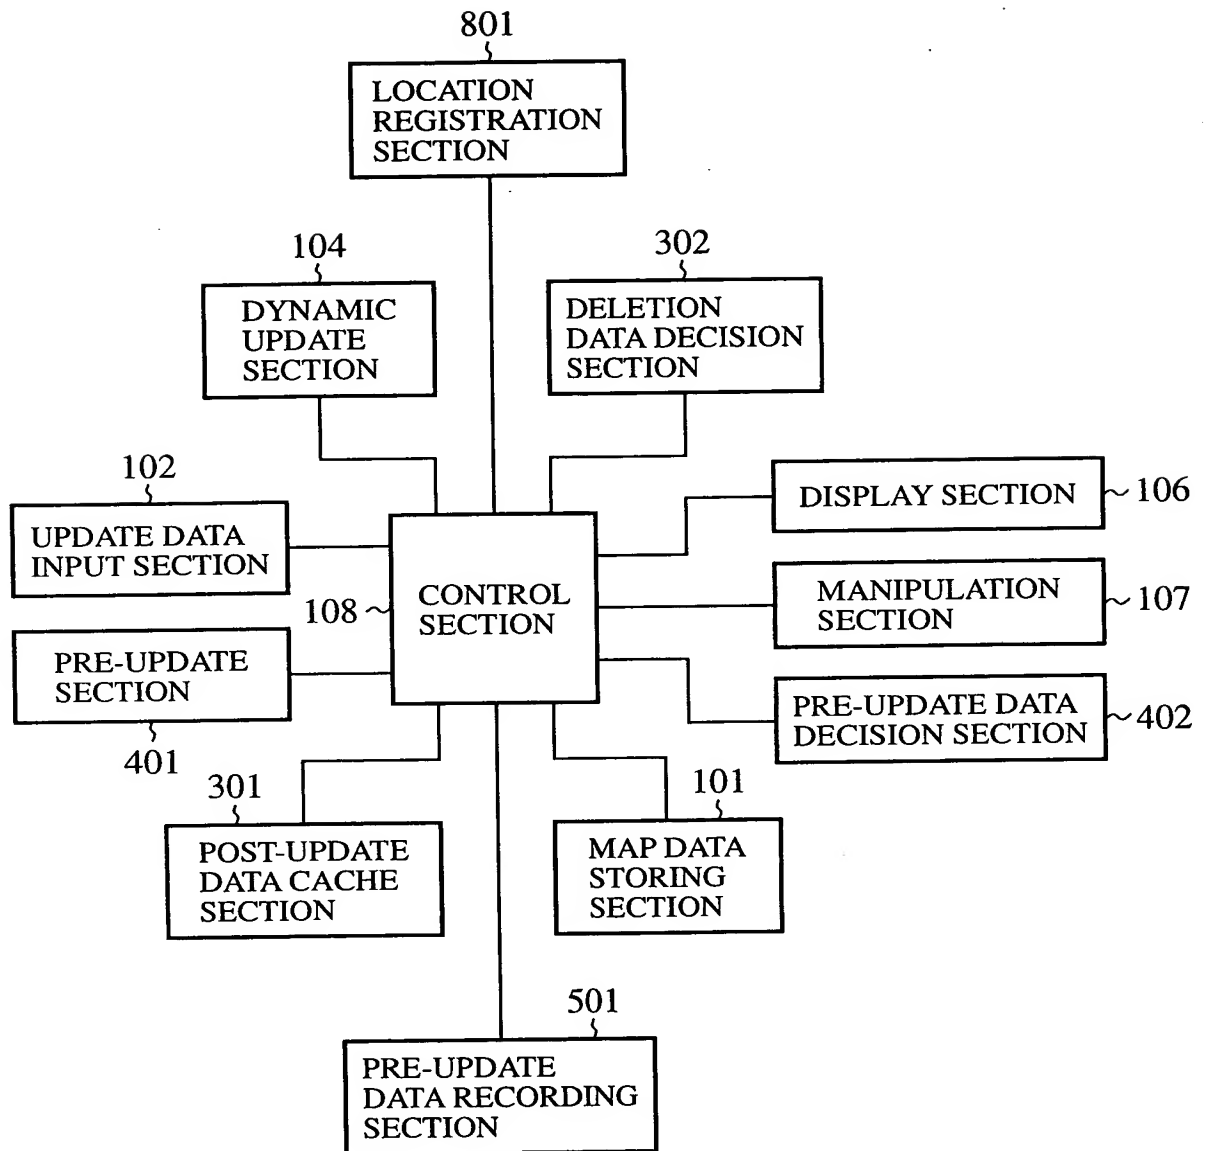 801
LOCATION
REGISTRATION
SECTION
104
DYNAMIC
UPDATE
SECTION
302
DELETION
DATA DECISION
SECTION
102
UPDATE DATA
INPUT SECTION
DISPLAY SECTION
106
108
CONTROL
SECTION
MANIPULATION
SECTION
107
PRE-UPDATE
SECTION
401
PRE-UPDATE DATA
DECISION SECTION
402
301
POST-UPDATE
DATA CACHE
SECTION
101
MAP DATA
STORING
SECTION
501
PRE-UPDATE
DATA RECORDING
SECTION